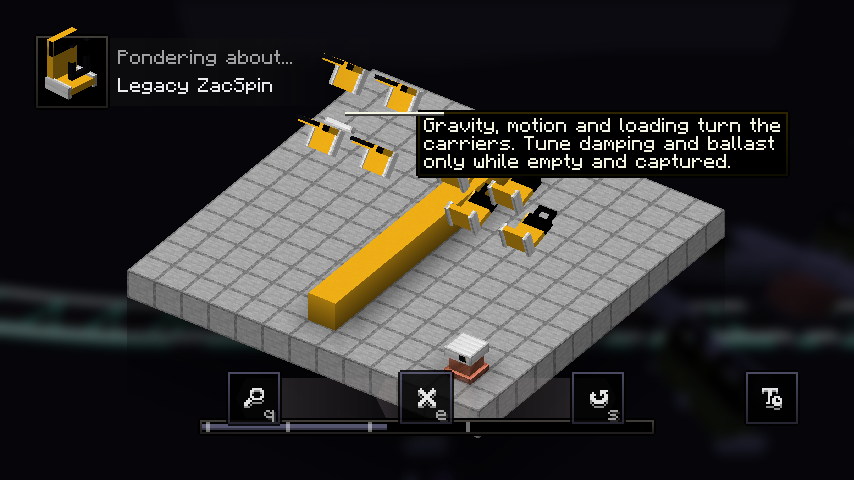 Pondering about...
Legacy ZacSpin
Gravity, motion and loading turn the
carriers. Tune damping and ballast
only while empty and captured.
q
e
s
T